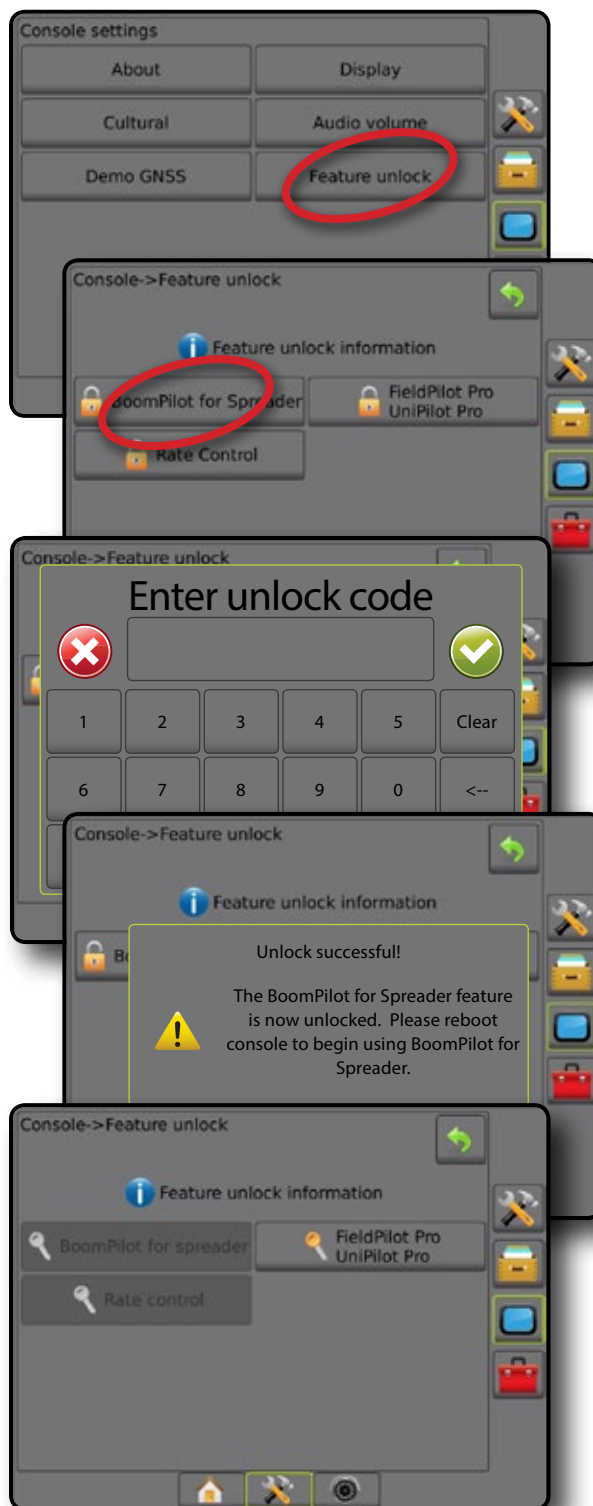 Console settings
About
Display
Cultural
Audio volume
Demo GNSS
Feature unlock
Console->Feature unlock
Feature unlock information
BoomPilot for Spreader
FieldPilot Pro
UniPilot Pro
Rate Control
Console->Feature unlock
Enter unlock code
1 2 3 4 5 Clear
6 7 8 9 0 <--
Console->Feature unlock
Feature unlock information
Unlock successful!
The BoomPilot for Spreader feature
is now unlocked. Please reboot
console to begin using BoomPilot for
Spreader.
Console->Feature unlock
Feature unlock information
BoomPilot for spreader
FieldPilot Pro
UniPilot Pro
Rate control